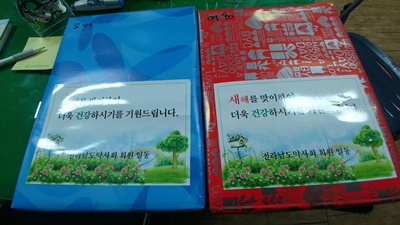 더욱 건강하시기를 기원드립니다.
전라남도약사회 회원 일동
새해를 맞이하여
더욱 건강하시기를 기원드립니다.
전라남도약사회 회원 일동